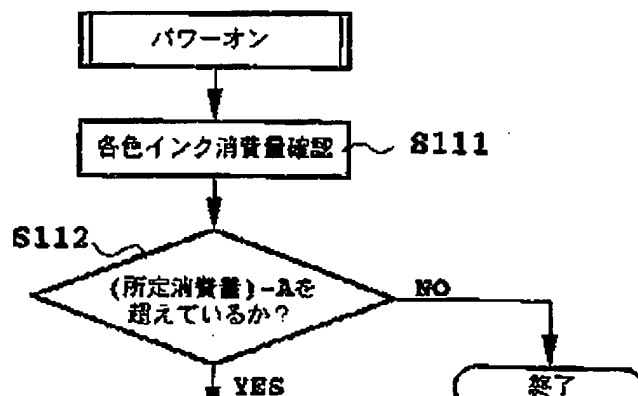 パワーオン
各色インク消費量確認
S111
S112
(所定消費量)-Aを
超えているか?
NO
YES
終了